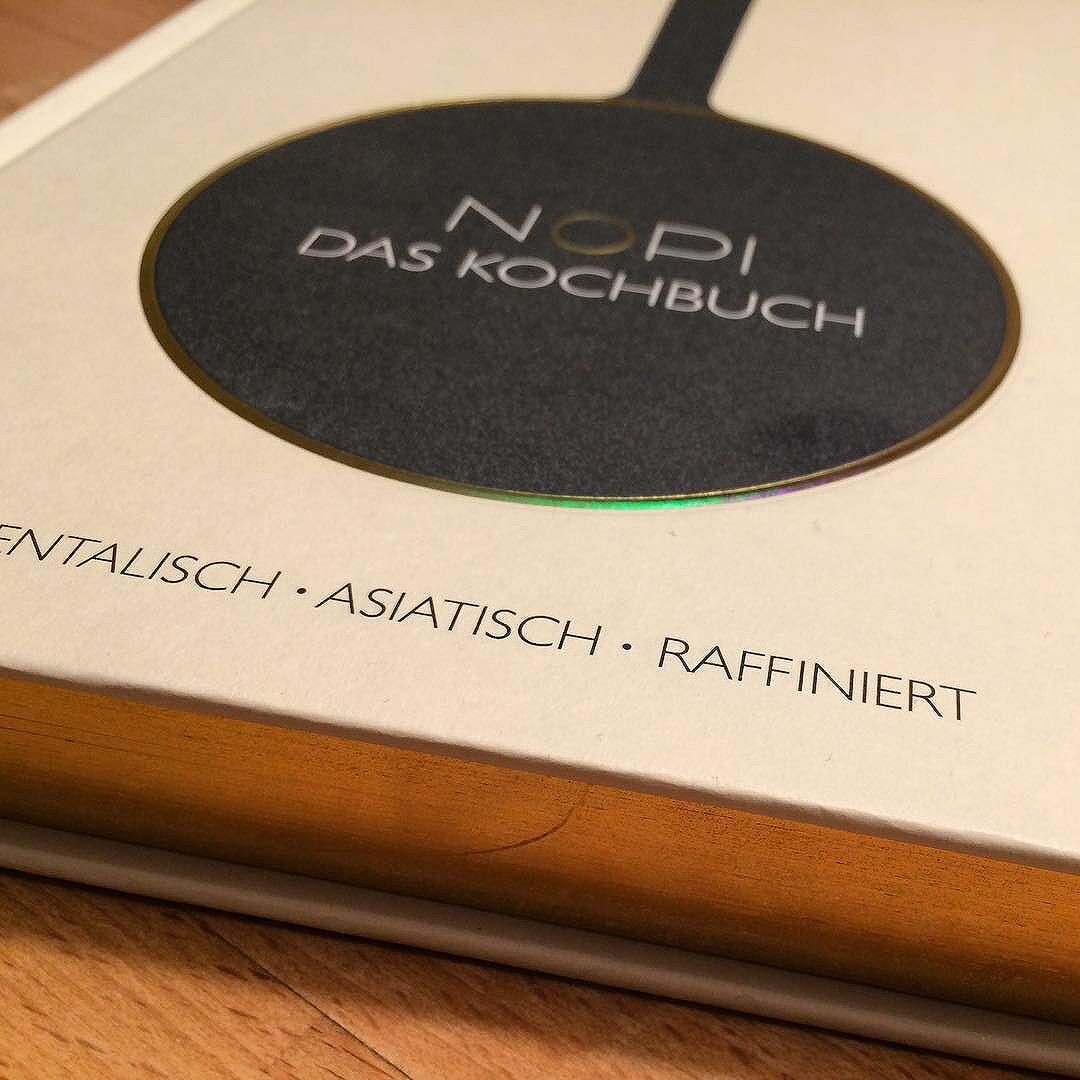 NOPI
DAS KOCHBUCH
ENTALISCH · ASIATISCH · RAFFINIERT